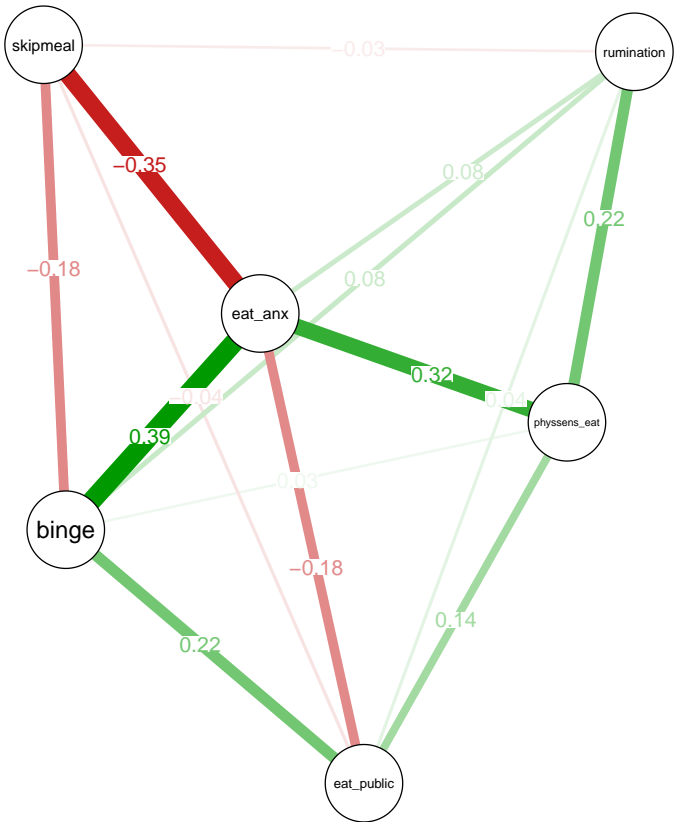 skipmeal
−0.03
rumination
−0.35
0.08
0.22
−0.18
0.08
eat_anx
0.32
−0.04
0.04
physsens_eat
0.39
0.03
binge
−0.18
0.14
0.22
eat_public